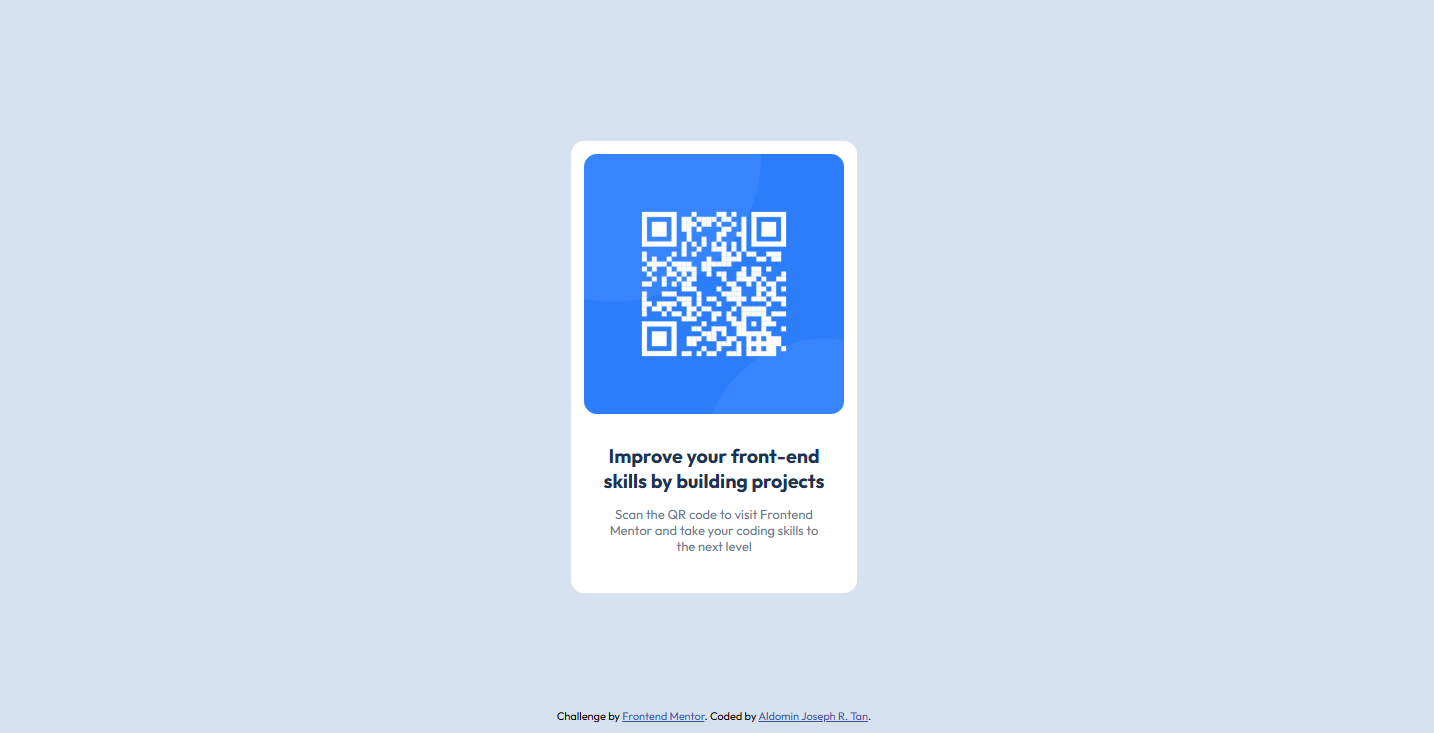 Improve your front-end
skills by building projects
Scan the QR code to visit Frontend
Mentor and take your coding skills to
the next level
Challenge by Frontend Mentor. Coded by Aldomin Joseph R. Tan.